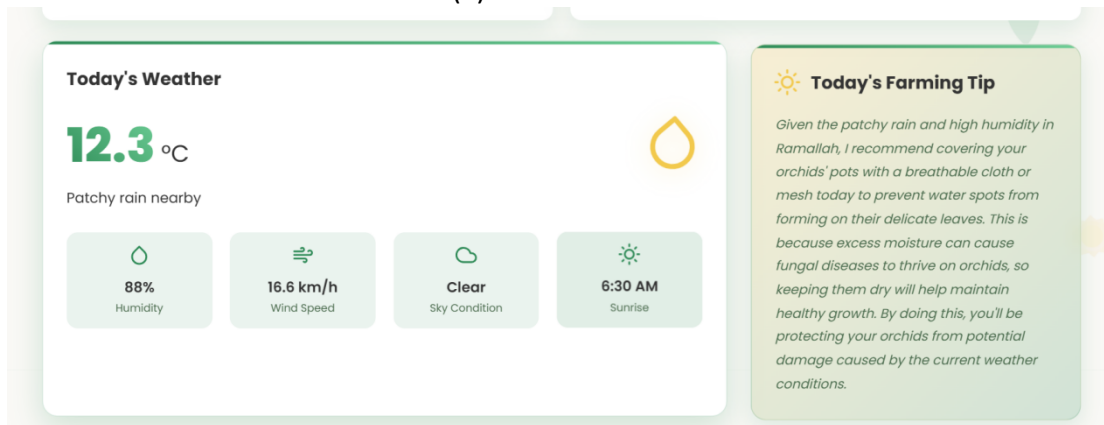 Today's Weather
12.3 °C
Patchy rain nearby
88%
Humidity
16.6 km/h
Wind Speed
Clear
Sky Condition
6:30 AM
Sunrise
Today's Farming Tip
Given the patchy rain and high humidity in
Ramallah, I recommend covering your
orchids' pots with a breathable cloth or
mesh today to prevent water spots from
forming on their delicate leaves. This is
because excess moisture can cause
fungal diseases to thrive on orchids, so
keeping them dry will help maintain
healthy growth. By doing this, you'll be
protecting your orchids from potential
damage caused by the current weather
conditions.